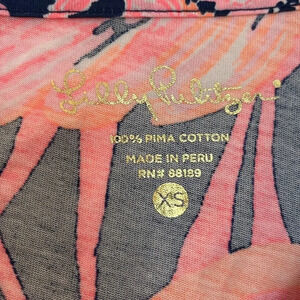 Lilly Pulitzer
100% PIMA COTTON
MADE IN PERU
RN# 88189
XS